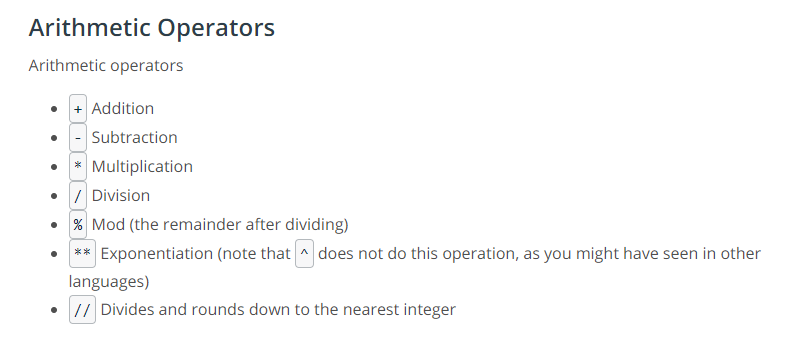 Arithmetic Operators
Arithmetic operators
+ Addition
- Subtraction
* Multiplication
/ Division
% Mod (the remainder after dividing)
** Exponentiation (note that ^ does not do this operation, as you might have seen in other
languages)
// Divides and rounds down to the nearest integer